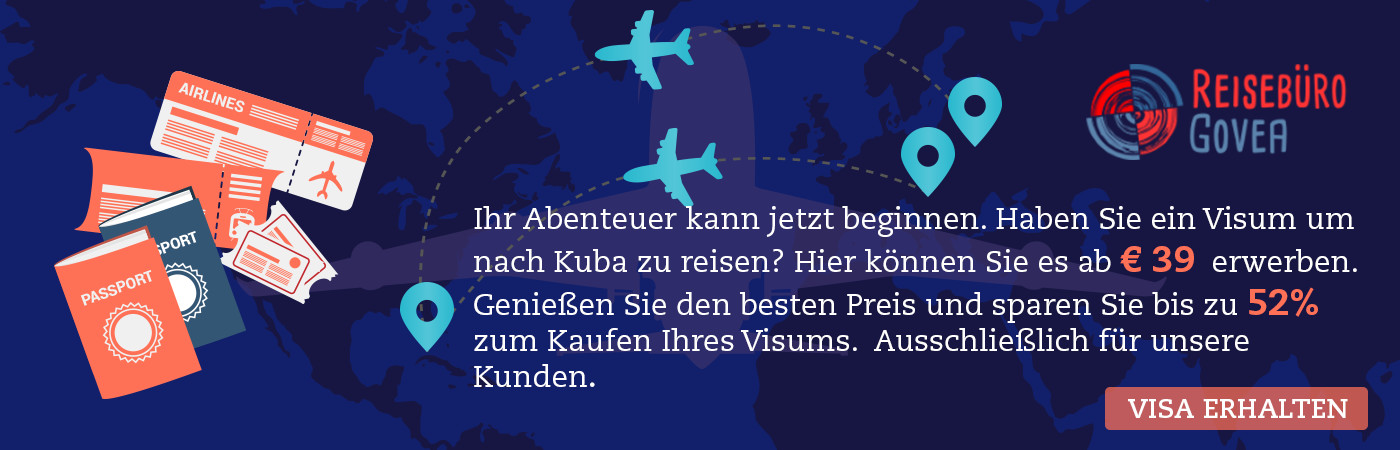 AIRLINES
PASSPORT
SPORT
REISEBÜRO
GOVEA
Ihr Abenteuer kann jetzt beginnen. Haben Sie ein Visum um
nach Kuba zu reisen? Hier können Sie es ab € 39 erwerben.
Genießen Sie den besten Preis und sparen Sie bis zu 52%
zum Kaufen Ihres Visums. Ausschließlich für unsere
Kunden.
VISA ERHALTEN